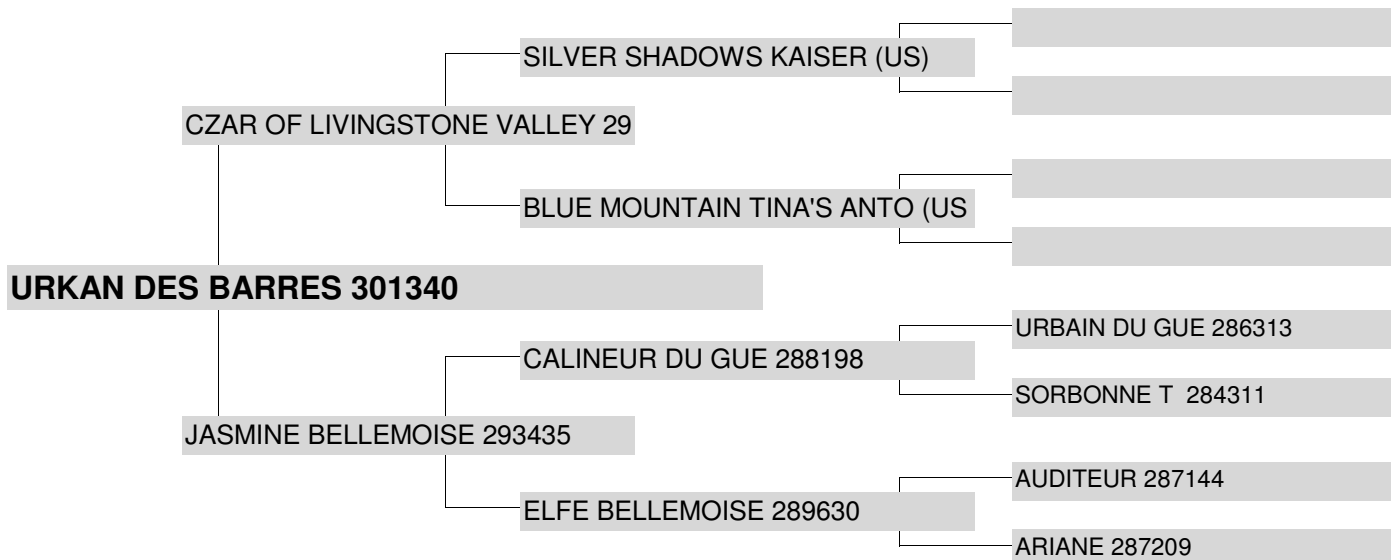 SILVER SHADOWS KAISER (US)
CZAR OF LIVINGSTONE VALLEY 29
BLUE MOUNTAIN TINA'S ANTO (US
URKAN DES BARRES 301340
URBAIN DU GUE 286313
CALINEUR DU GUE 288198
SORBONNE T  284311
JASMINE BELLEMOISE 293435
AUDITEUR 287144
ELFE BELLEMOISE 289630
ARIANE 287209